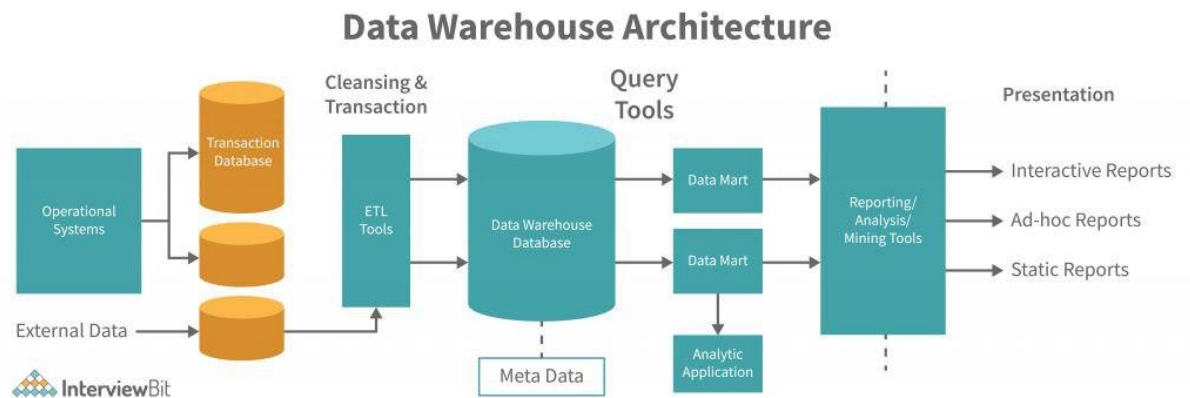 Data Warehouse Architecture
Cleansing &
Transaction
Query
Tools
Presentation
Transaction
Database
Operational
Systems
ETL
Tools
Data Warehouse
Database
Data Mart
Data Mart
Reporting/
Analysis/
Mining Tools
Interactive Reports
Ad-hoc Reports
Static Reports
External Data
Meta Data
Analytic
Application
InterviewBit